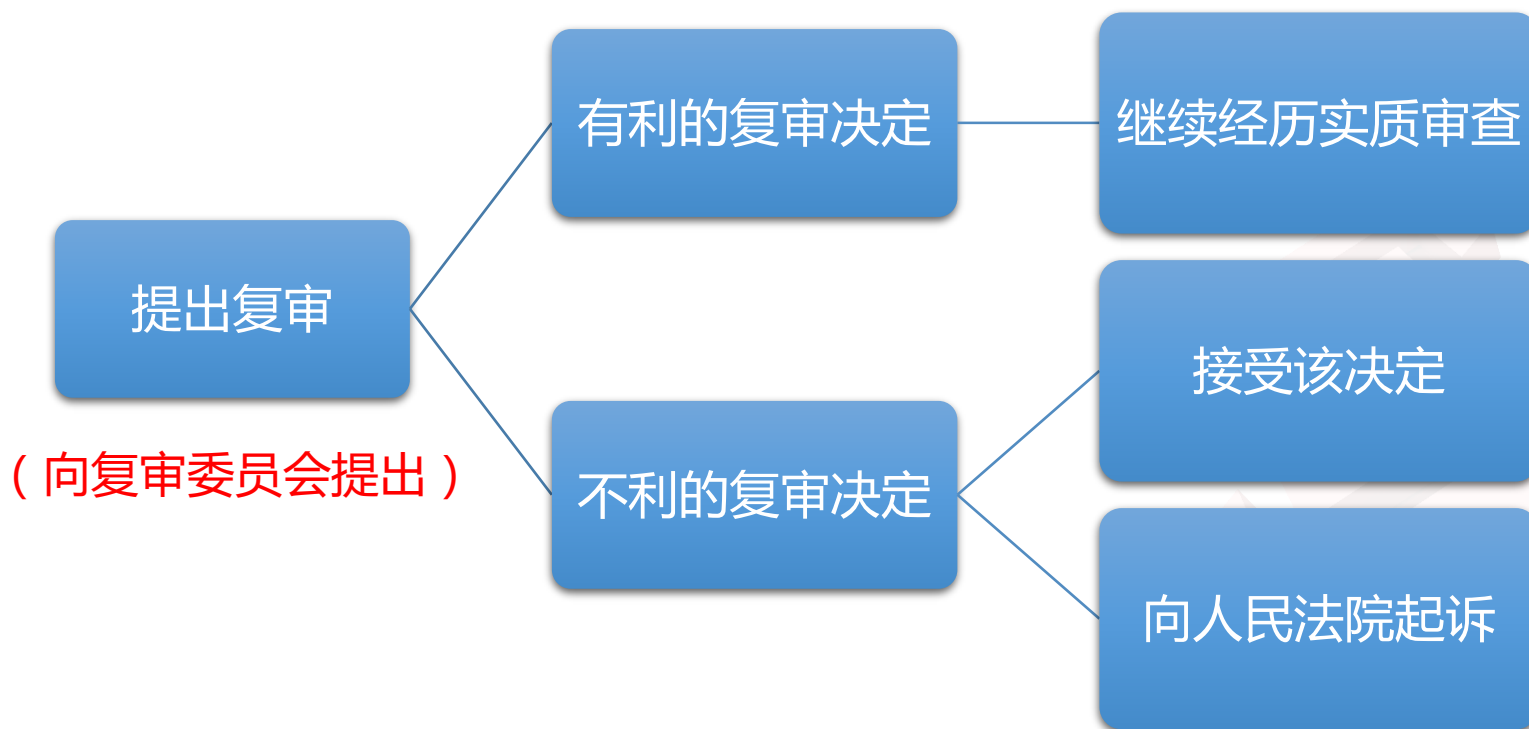 提出复审
（向复审委员会提出）
有利的复审决定
继续经历实质审查
不利的复审决定
接受该决定
向人民法院起诉